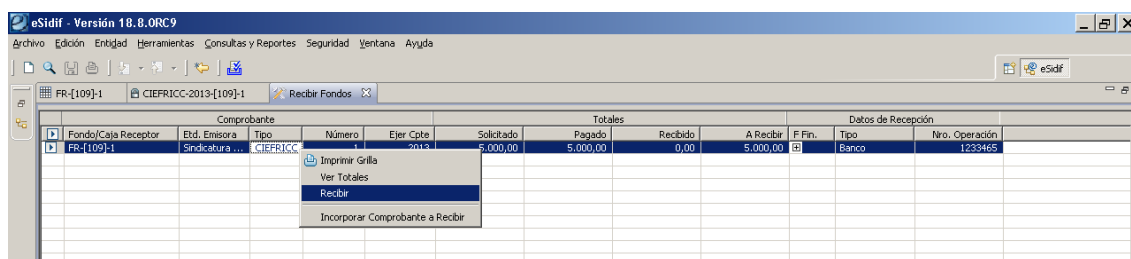 eSidif - Versión 18.8.0RC9
Archivo Edición Entidad Herramientas Consultas y Reportes Seguridad Ventana Ayuda
eSidif
FR-[109]-1 CIEFRICC-2013-[109]-1 Recibir Fondos
Comprobante Totales Datos de Recepción
Fondo/Caja Receptor Etd. Emisora Tipo Número Ejer Cpte Solicitado Pagado Recibido A Recibir F Fin. Tipo Nro. Operación
FR-[109]-1 Sindicatura ... CIEFRICC 1 2013 5.000,00 5.000,00 0,00 5.000,00 Banco 1233465
Imprimir Grilla
Ver Totales
Recibir
Incorporar Comprobante a Recibir